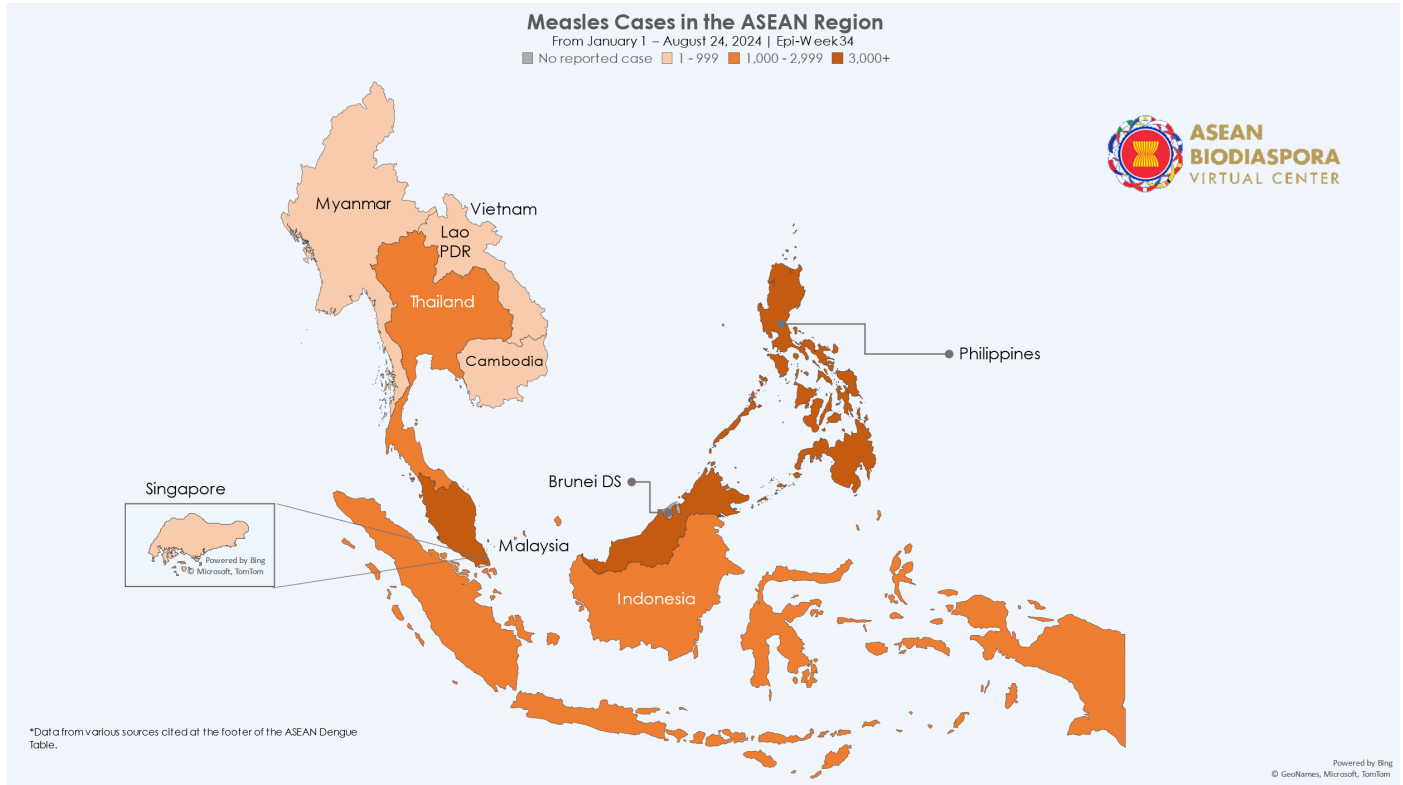 Measles Cases in the ASEAN Region
From January 1 – August 24, 2024 | Epi-Week34
No reported case 1 - 999 1,000 - 2,999 3,000+
ASEAN
BIODIASPORA
VIRTUAL CENTER
Myanmar
Vietnam
Lao
PDR
Thailand
Cambodia
Philippines
Brunei DS
Singapore
Powered by Bing
© Microsoft, TomTom
Malaysia
Indonesia
*Data from various sources cited at the footer of the ASEAN Dengue
Table.
Powered by Bing
© GeoNames, Microsoft, TomTom